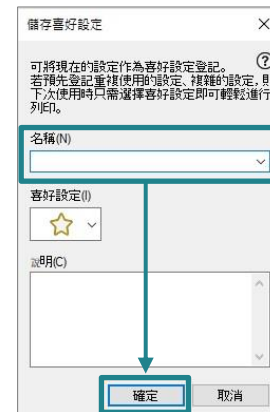 儲存喜好設定
可將現在的設定作為喜好設定登記。
若預先登記重複使用的設定、複雜的設定，則
下次使用時只需選擇喜好設定即可輕鬆進行
列印。
名稱(N)
喜好設定(I)
說明(C)
確定 取消